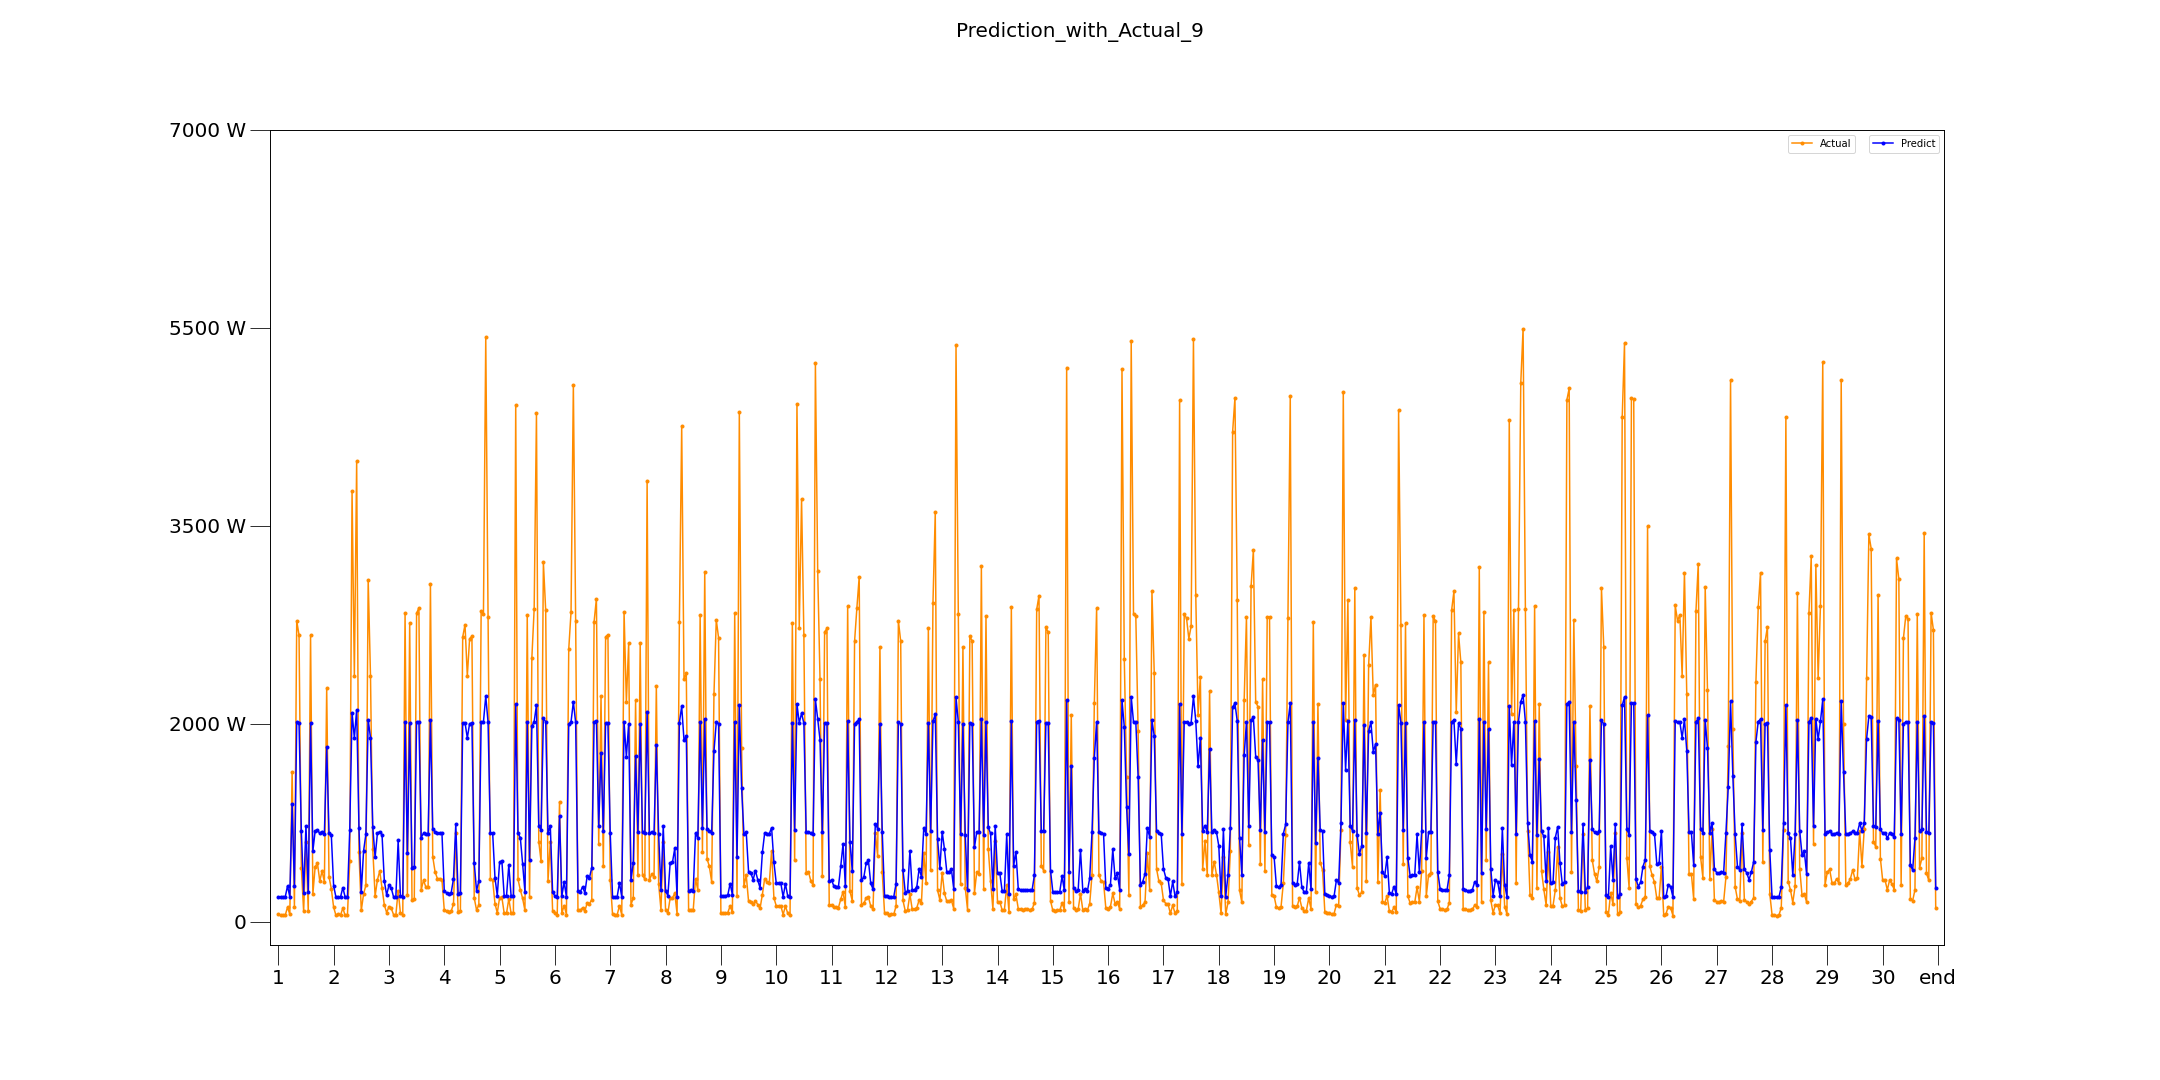 Prediction_with_Actual_9
7000 W
Actual Predict
5500 W
3500 W
2000 W
0
1 2 3 4 5 6 7 8 9 10 11 12 13 14 15 16 17 18 19 20 21 22 23 24 25 26 27 28 29 30 end